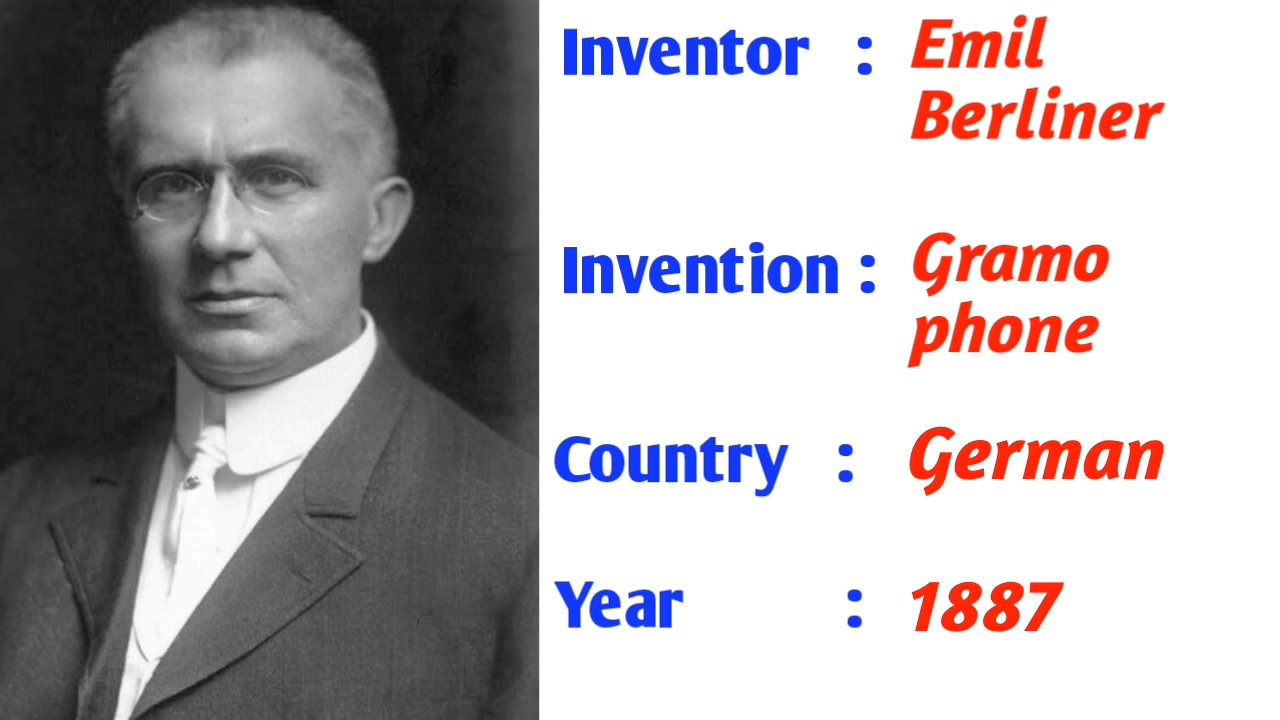 Inventor : Emil
Berliner
Invention : Gramo
phone
Country : German
Year : 1887